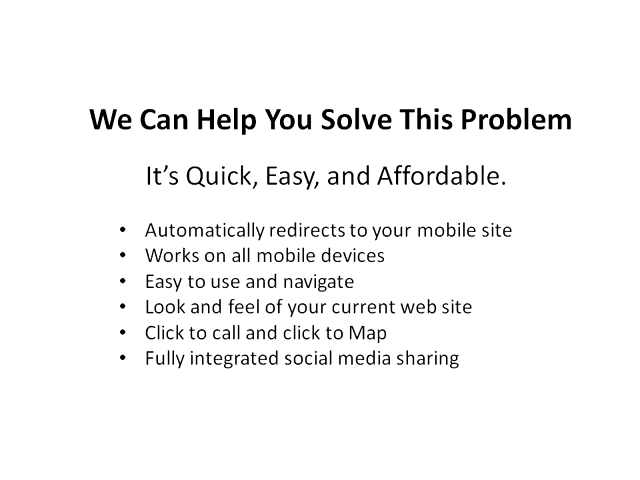 We Can Help You Solve This Problem
It’s Quick, Easy, and Affordable.
• Automatically redirects to your mobile site
• Works on all mobile devices
• Easy to use and navigate
• Look and feel of your current web site
• Click to call and click to Map
• Fully integrated social media sharing